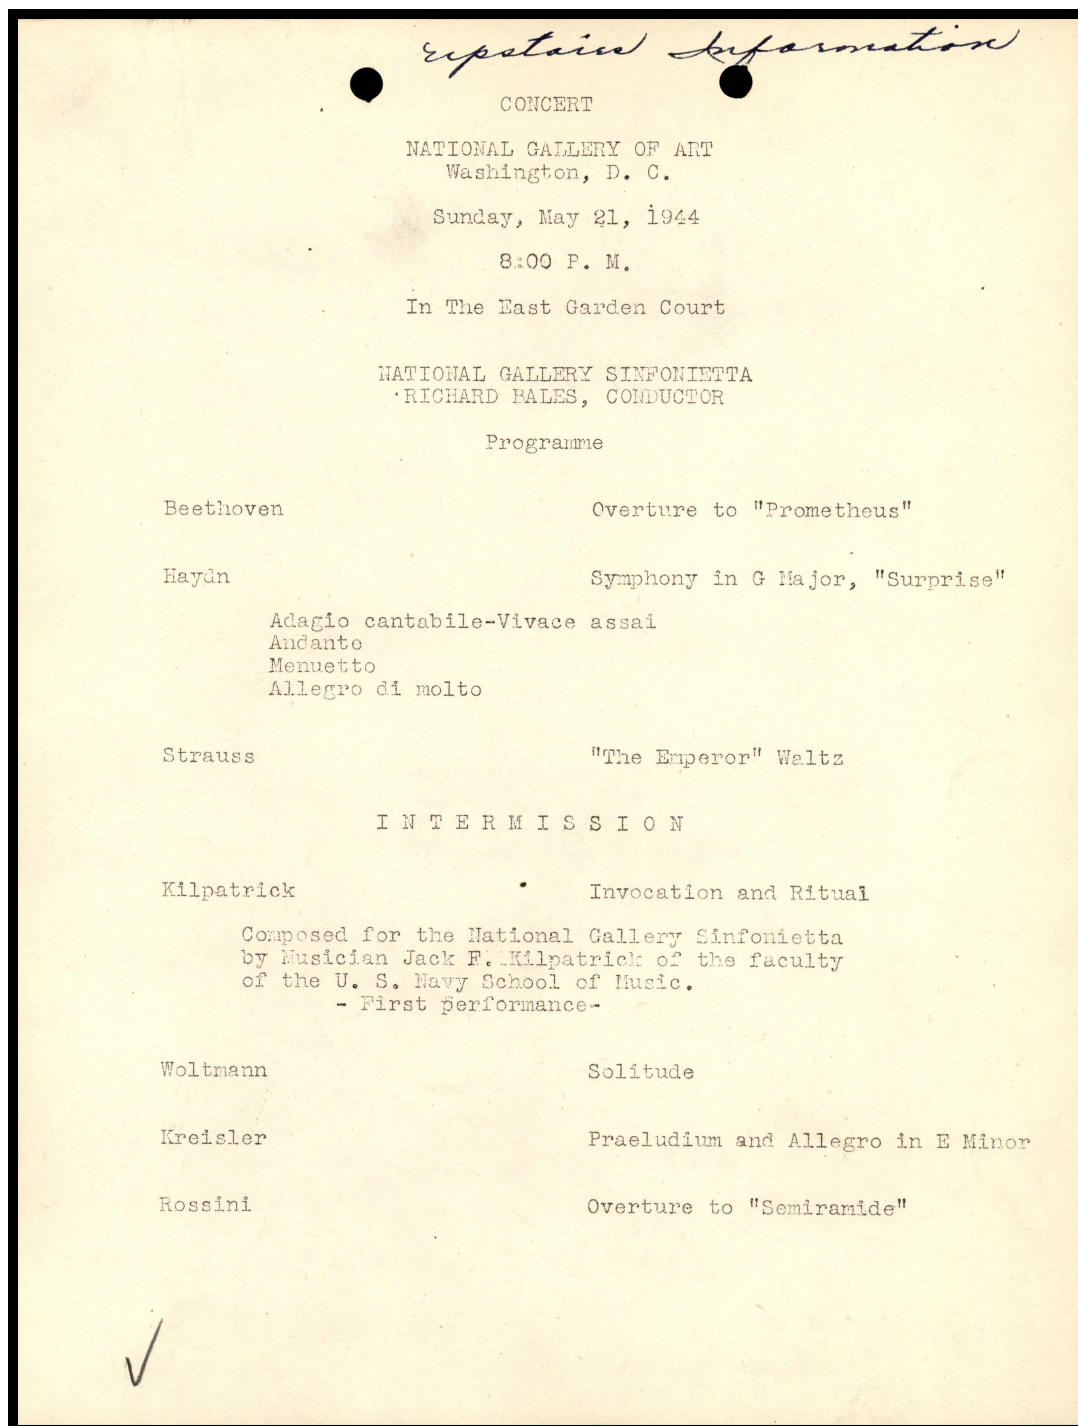 upstairs Information
CONCERT
NATIONAL GALLERY OF ART
Washington, D. C.
Sunday, May 21, 1944
8:00 P. M.
In The East Garden Court
NATIONAL GALLERY SINFONIETTA
RICHARD BALES, CONDUCTOR
Programme
Beethoven Overture to "Prometheus"
Haydn Symphony in G Major, "Surprise"
Adagio cantabile-Vivace assai
Andante
Menuetto
Allegro di molto
Strauss "The Emperor" Waltz
I N T E R M I S S I O N
Kilpatrick Invocation and Ritual
Composed for the National Gallery Sinfonietta
by Musician Jack F. Kilpatrick of the faculty
of the U. S. Navy School of Music.
- First performance-
Woltmann Solitude
Kreisler Praeludium and Allegro in E Minor
Rossini Overture to "Semiramide"